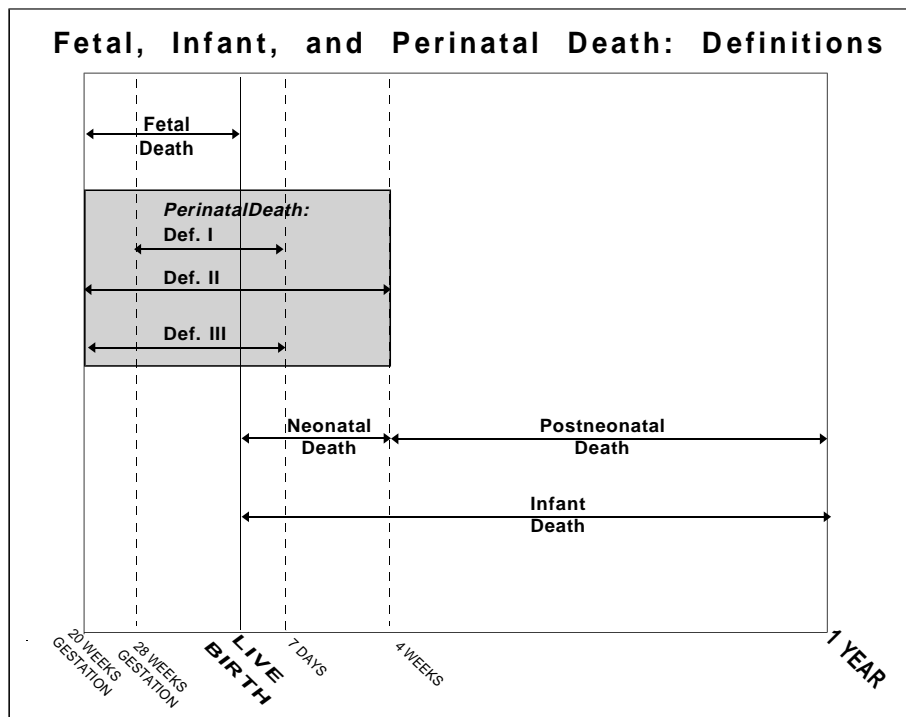 Fetal, Infant, and Perinatal Death: Definitions
Fetal
Death
PerinatalDeath:
Def. I
Def. II
Def. III
Neonatal
Death
Postneonatal
Death
Infant
Death
20 WEEKS
GESTATION
28 WEEKS
GESTATION
LIVE
BIRTH
7 DAYS
4 WEEKS
1 YEAR